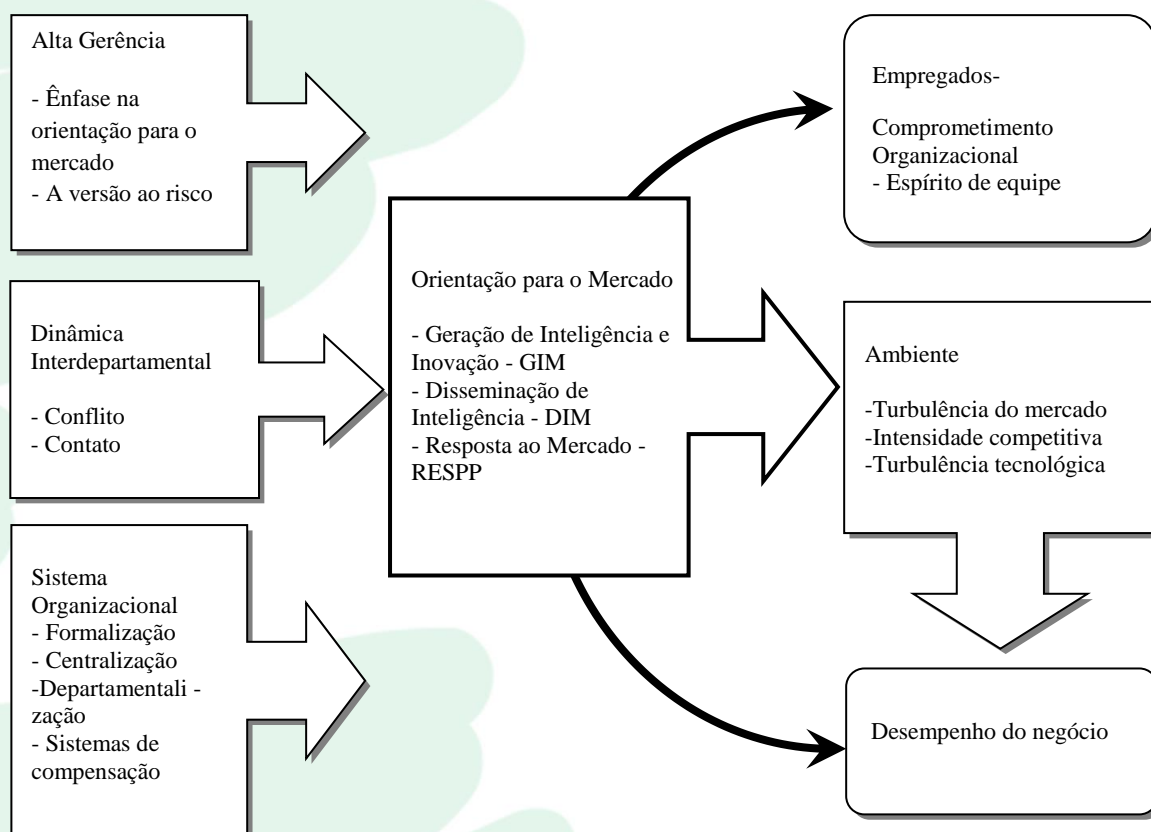 Alta Gerência
- Ênfase na
orientação para o
mercado
- A versão ao risco
Dinâmica
Interdepartamental
- Conflito
- Contato
Sistema
Organizacional
- Formalização
- Centralização
-Departamentali -
zação
- Sistemas de
compensação
Orientação para o Mercado
- Geração de Inteligência e
Inovação - GIM
- Disseminação de
Inteligência - DIM
- Resposta ao Mercado -
RESPP
Empregados-
Comprometimento
Organizacional
- Espírito de equipe
Ambiente
-Turbulência do mercado
-Intensidade competitiva
-Turbulência tecnológica
Desempenho do negócio